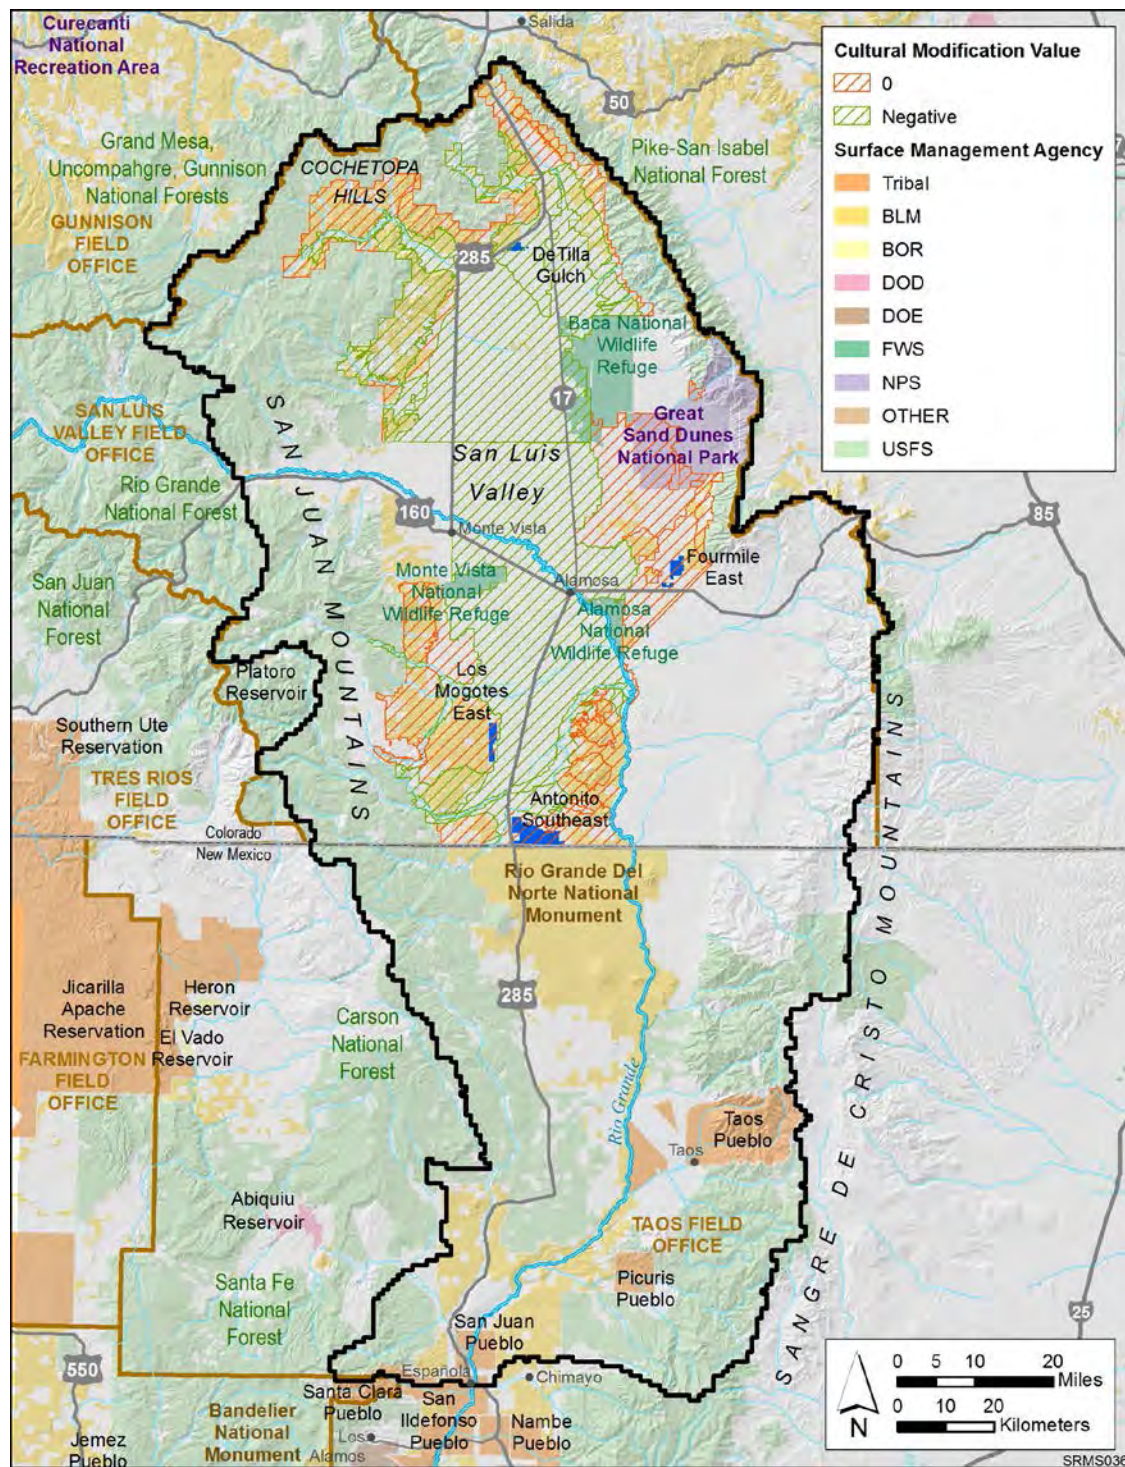 Curecanti
National
Recreation Area
Salida
50
Grand Mesa,
Uncompahgre, Gunnison
National Forests
COCHETOPA
HILLS
Pike-San Isabel
National Forest
GUNNISON
FIELD
OFFICE
285
DeTilla
Gulch
Baca National
Wildlife
Refuge
17
Great
Sand Dunes
National Park
SAN LUIS
VALLEY FIELD
OFFICE
San Luis
Valley
Rio Grande
National Forest
160
Monte Vista
85
Fourmile
East
San Juan
National
Forest
Monte Vista
National
Wildlife Refuge
Alamosa
Alamosa
National
Wildlife Refuge
SAN JUAN MOUNTAINS
Platoro
Reservoir
Los
Mogotes
East
Southern Ute
Reservation
TRES RIOS
FIELD
OFFICE
Antonito
Southeast
Colorado
New Mexico
Rio Grande Del
Norte National
Monument
SANGRE DE CRISTO MOUNTAINS
Jicarilla
Apache
Reservation
Heron
Reservoir
El Vado
Reservoir
285
Carson
National
Forest
FARMINGTON
FIELD
OFFICE
Rio Grande
Taos
Pueblo
Taos
Abiquiu
Reservoir
TAOS FIELD
OFFICE
Picuris
Pueblo
Santa Fe
National
Forest
San Juan
Pueblo
25
550
Española
Chimayo
Santa Clara
Pueblo
San
Ildefonso
Pueblo
Nambe
Pueblo
Bandelier
National
Monument
Los
Alamos
Jemez
Pueblo
Cultural Modification Value
0
Negative
Surface Management Agency
Tribal
BLM
BOR
DOD
DOE
FWS
NPS
OTHER
USFS
N
0 5 10 20
Miles
0 10 20
Kilometers
SRMS036